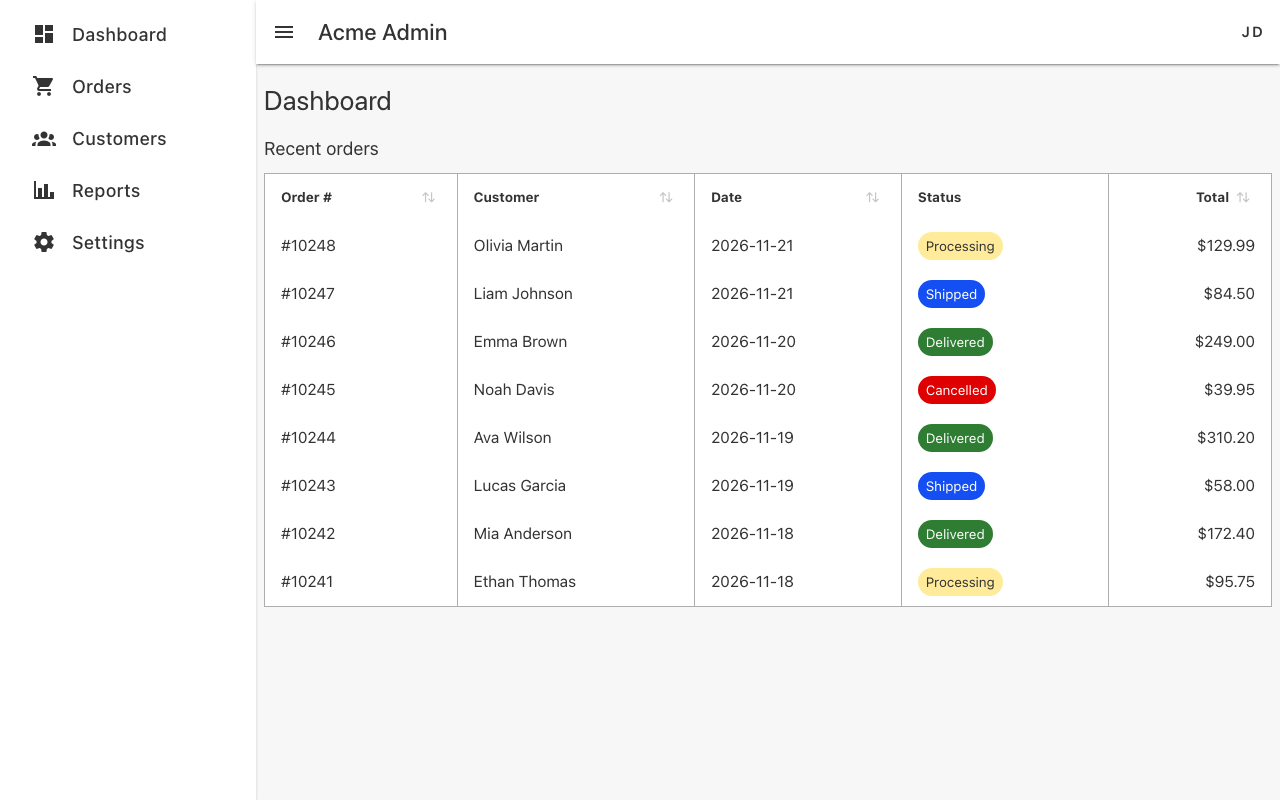 Dashboard
Orders
Customers
Reports
Settings
Acme Admin
JD
Dashboard
Recent orders
Order # Customer Date Status Total
#10248 Olivia Martin 2026-11-21 Processing $129.99
#10247 Liam Johnson 2026-11-21 Shipped $84.50
#10246 Emma Brown 2026-11-20 Delivered $249.00
#10245 Noah Davis 2026-11-20 Cancelled $39.95
#10244 Ava Wilson 2026-11-19 Delivered $310.20
#10243 Lucas Garcia 2026-11-19 Shipped $58.00
#10242 Mia Anderson 2026-11-18 Delivered $172.40
#10241 Ethan Thomas 2026-11-18 Processing $95.75